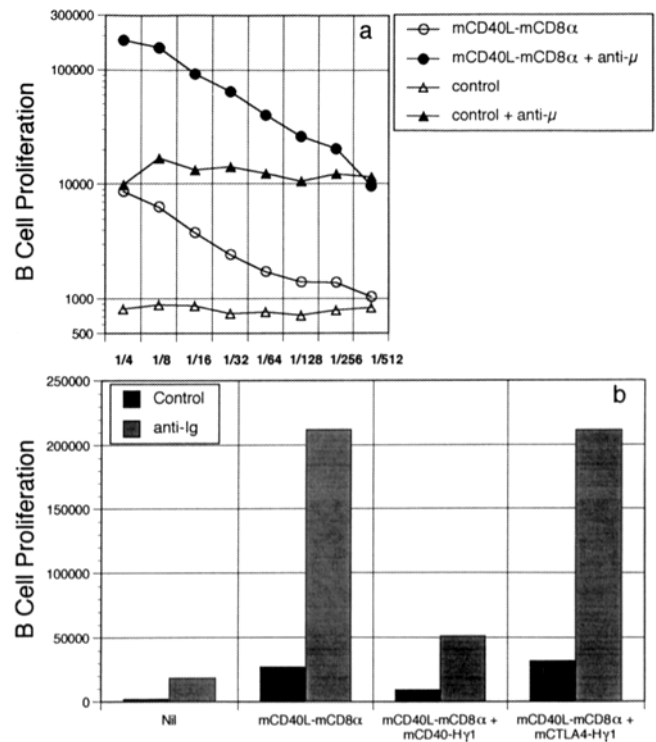 300000
100000
10000
1000
500
B Cell Proliferation
a
mCD40L-mCD8α
mCD40L-mCD8α + anti-μ
control
control + anti-μ
1/4 1/8 1/16 1/32 1/64 1/128 1/256 1/512
250000
200000
150000
100000
50000
0
B Cell Proliferation
Control
anti-Ig
b
Nil
mCD40L-mCD8α
mCD40L-mCD8α +
mCD40-Hγ1
mCD40L-mCD8α +
mCTLA4-Hγ1